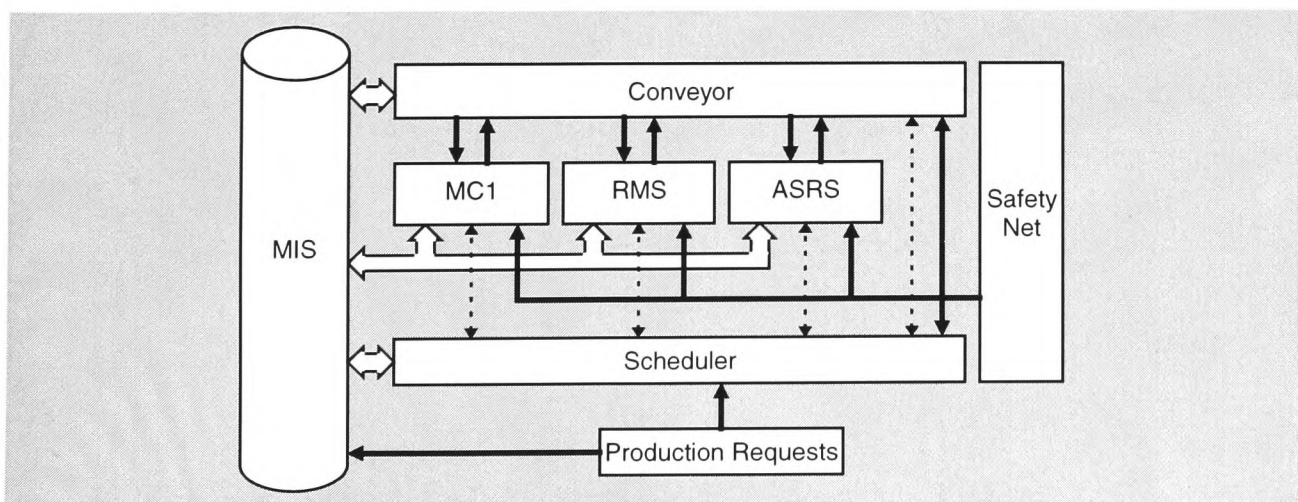 Conveyor
MC1
RMS
ASRS
Safety
Net
MIS
Scheduler
Production Requests